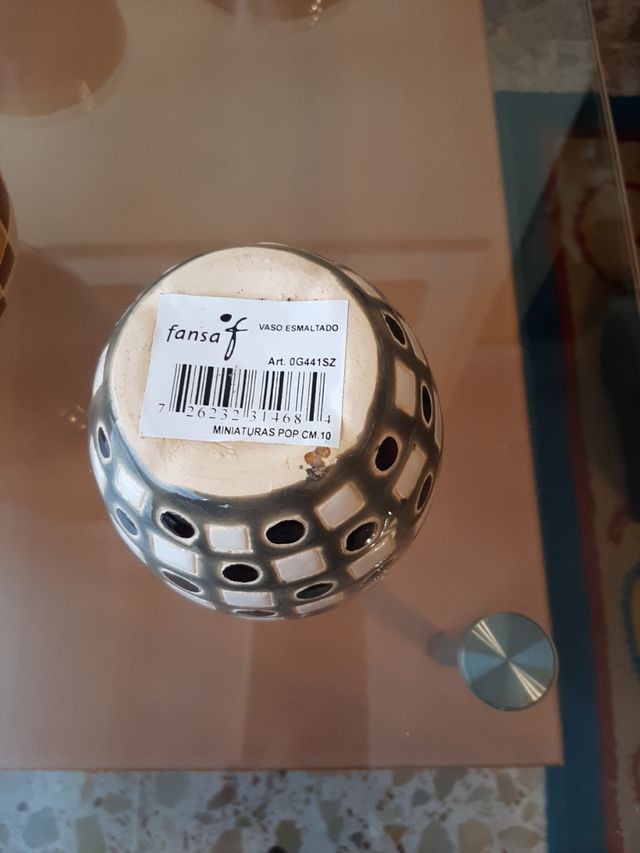 fansa f
VASO ESMALTADO
Art. 0G441SZ
7 26232 31468 4
MINIATURAS POP CM.10